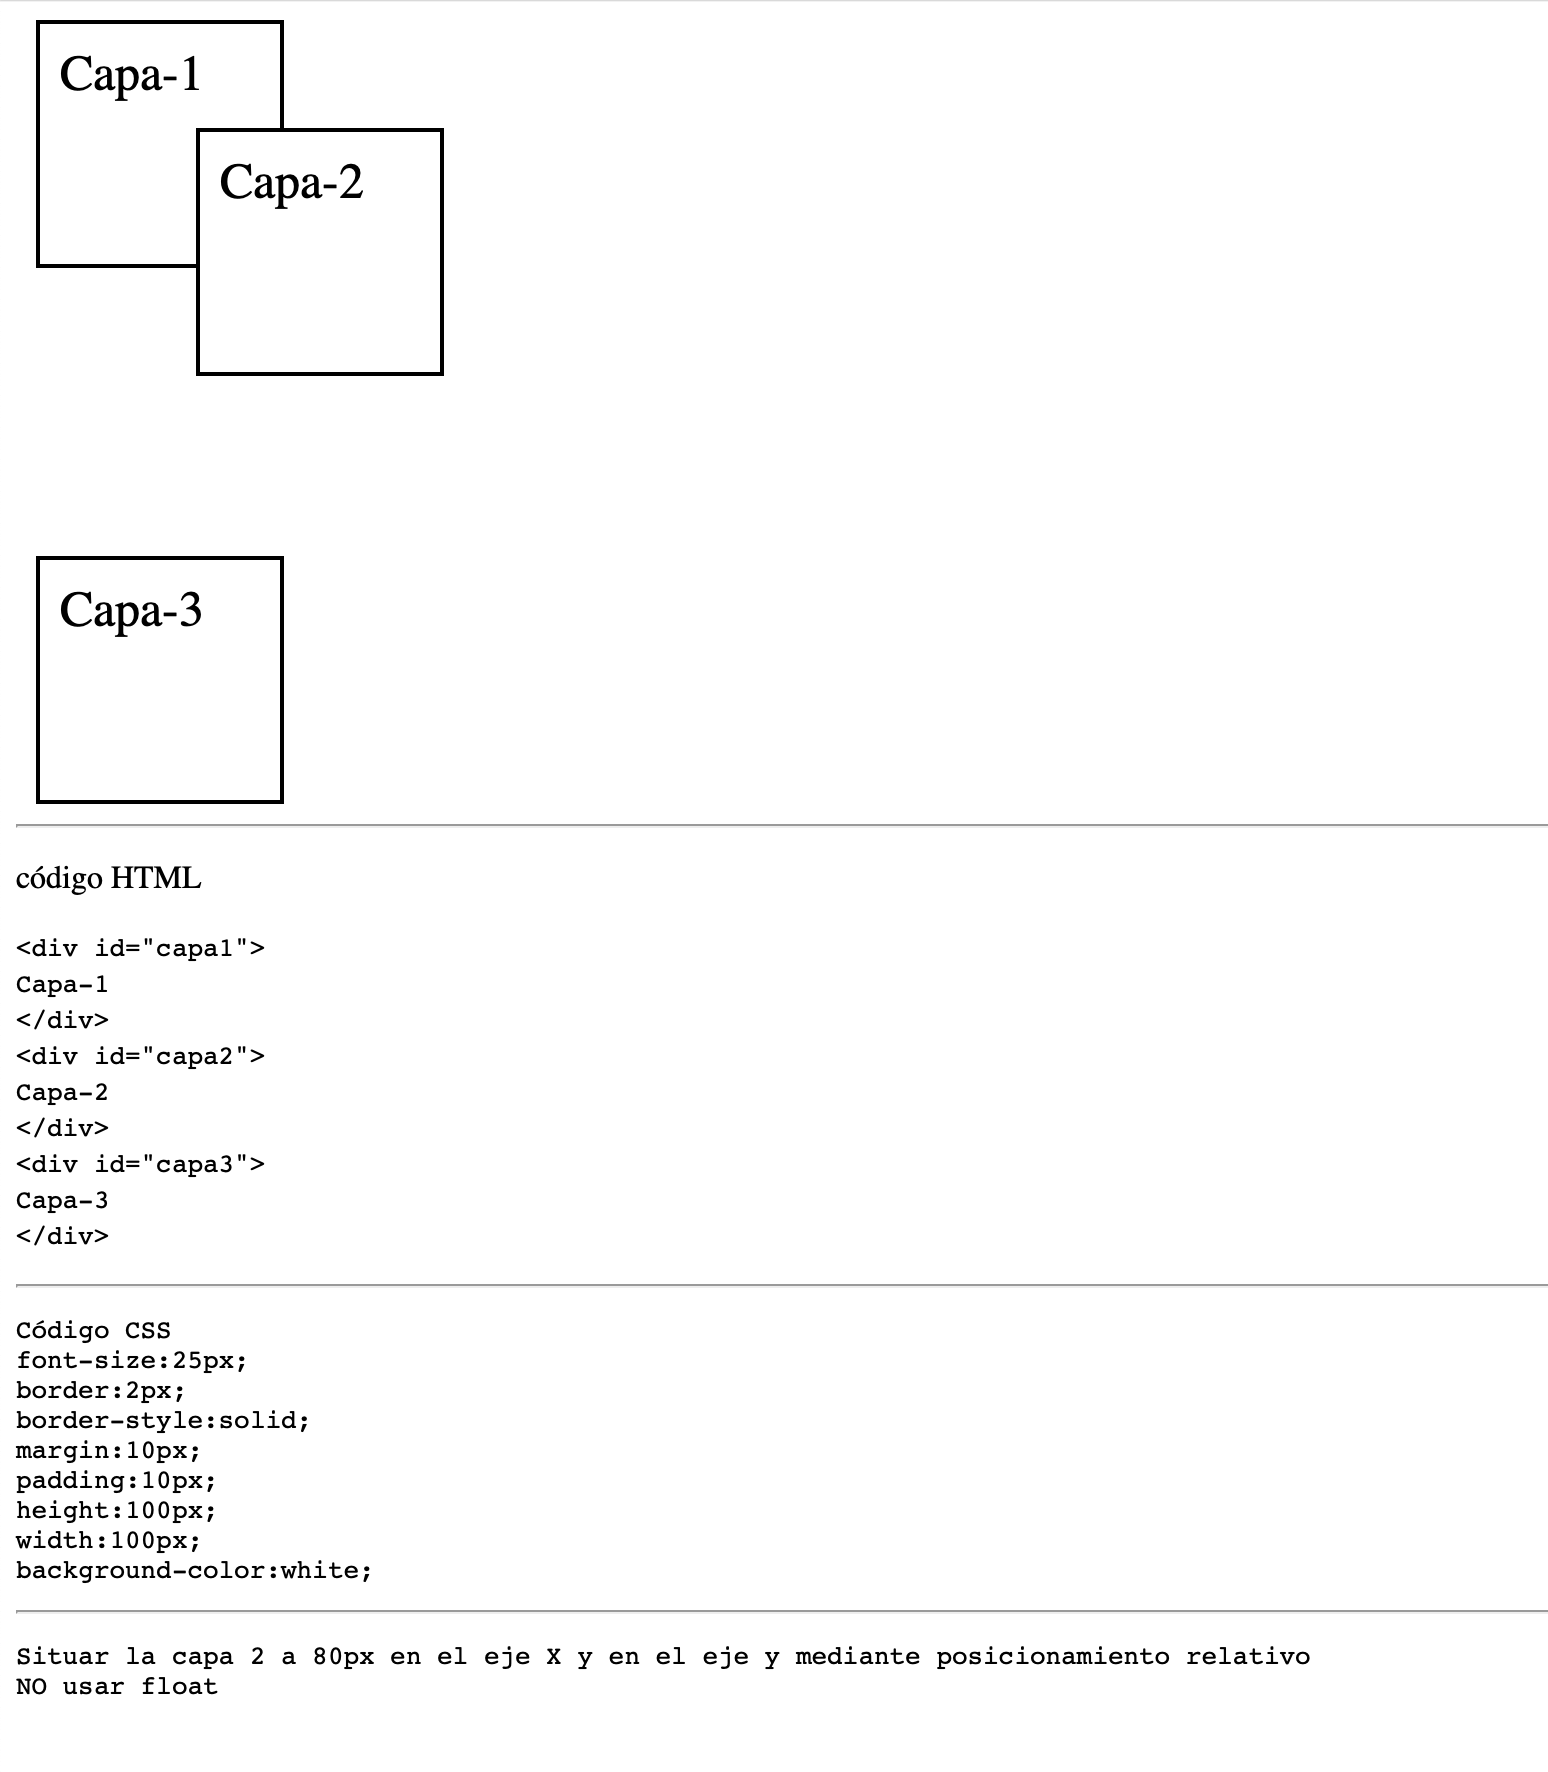 Capa-1
Capa-2
Capa-3
código HTML
<div id="capa1">
Capa-1
</div>
<div id="capa2">
Capa-2
</div>
<div id="capa3">
Capa-3
</div>
Código CSS
font-size:25px;
border:2px;
border-style:solid;
margin:10px;
padding:10px;
height:100px;
width:100px;
background-color:white;
Situar la capa 2 a 80px en el eje X y en el eje y mediante posicionamiento relativo
NO usar float